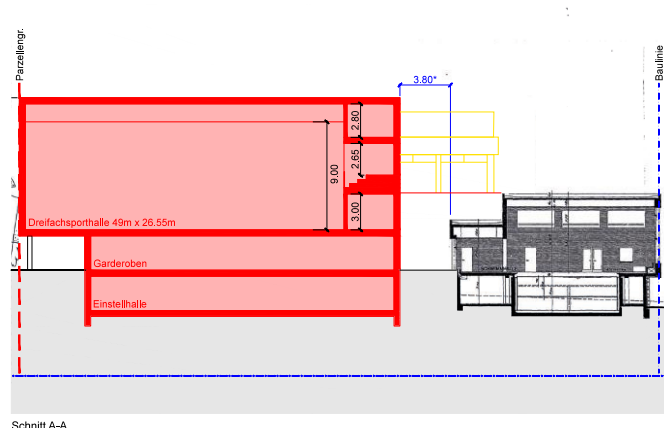 Parzellengr.
Baulinie
3.80*
2.80
2.65
9.00
3.00
Dreifachsporthalle 49m x 26.55m
Garderoben
Einstellhalle
Schnitt A-A